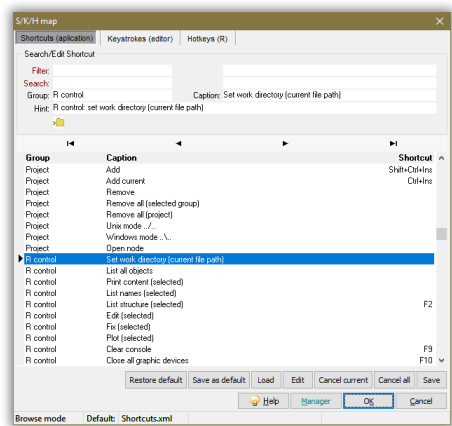 S/K/H map
Shortcuts (aplication) Keystrokes (editor) Hotkeys (R)
Search/Edit Shortcut
Filter:
Search:
Group: R control Caption: Set work directory (current file path)
Hint: R control: set work directory (current file path)
Group Caption Shortcut
Project Add Shift+Ctrl+Ins
Project Add current Ctrl+Ins
Project Remove
Project Remove all (selected group)
Project Remove all (project)
Project Unix mode ../..
Project Windows mode ..\..
Project Open node
R control Set work directory (current file path)
R control List all objects
R control Print content (selected)
R control List names (selected)
R control List structure (selected) F2
R control Edit (selected)
R control Fix (selected)
R control Plot (selected)
R control Clear console F9
R control Close all graphic devices F10
Restore default Save as default Load Edit Cancel current Cancel all Save
Help Manager OK Cancel
Browse mode Default: Shortcuts.xml